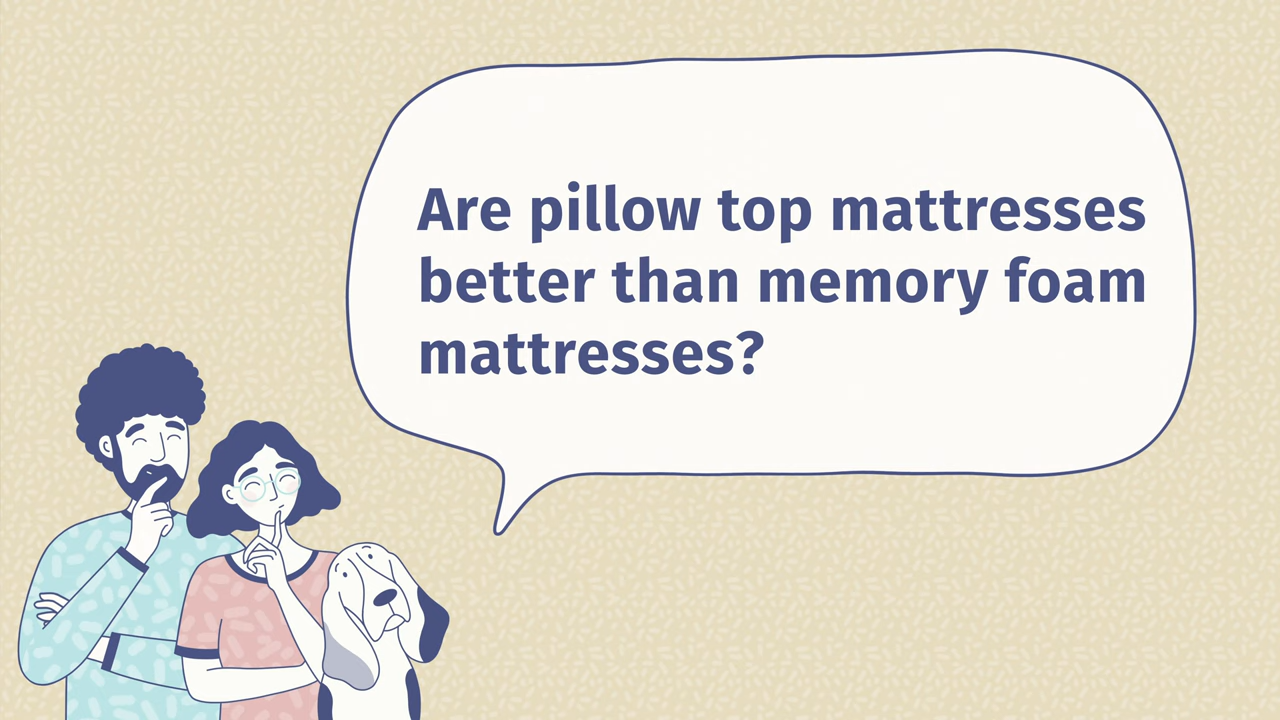 Are pillow top mattresses
better than memory foam
mattresses?